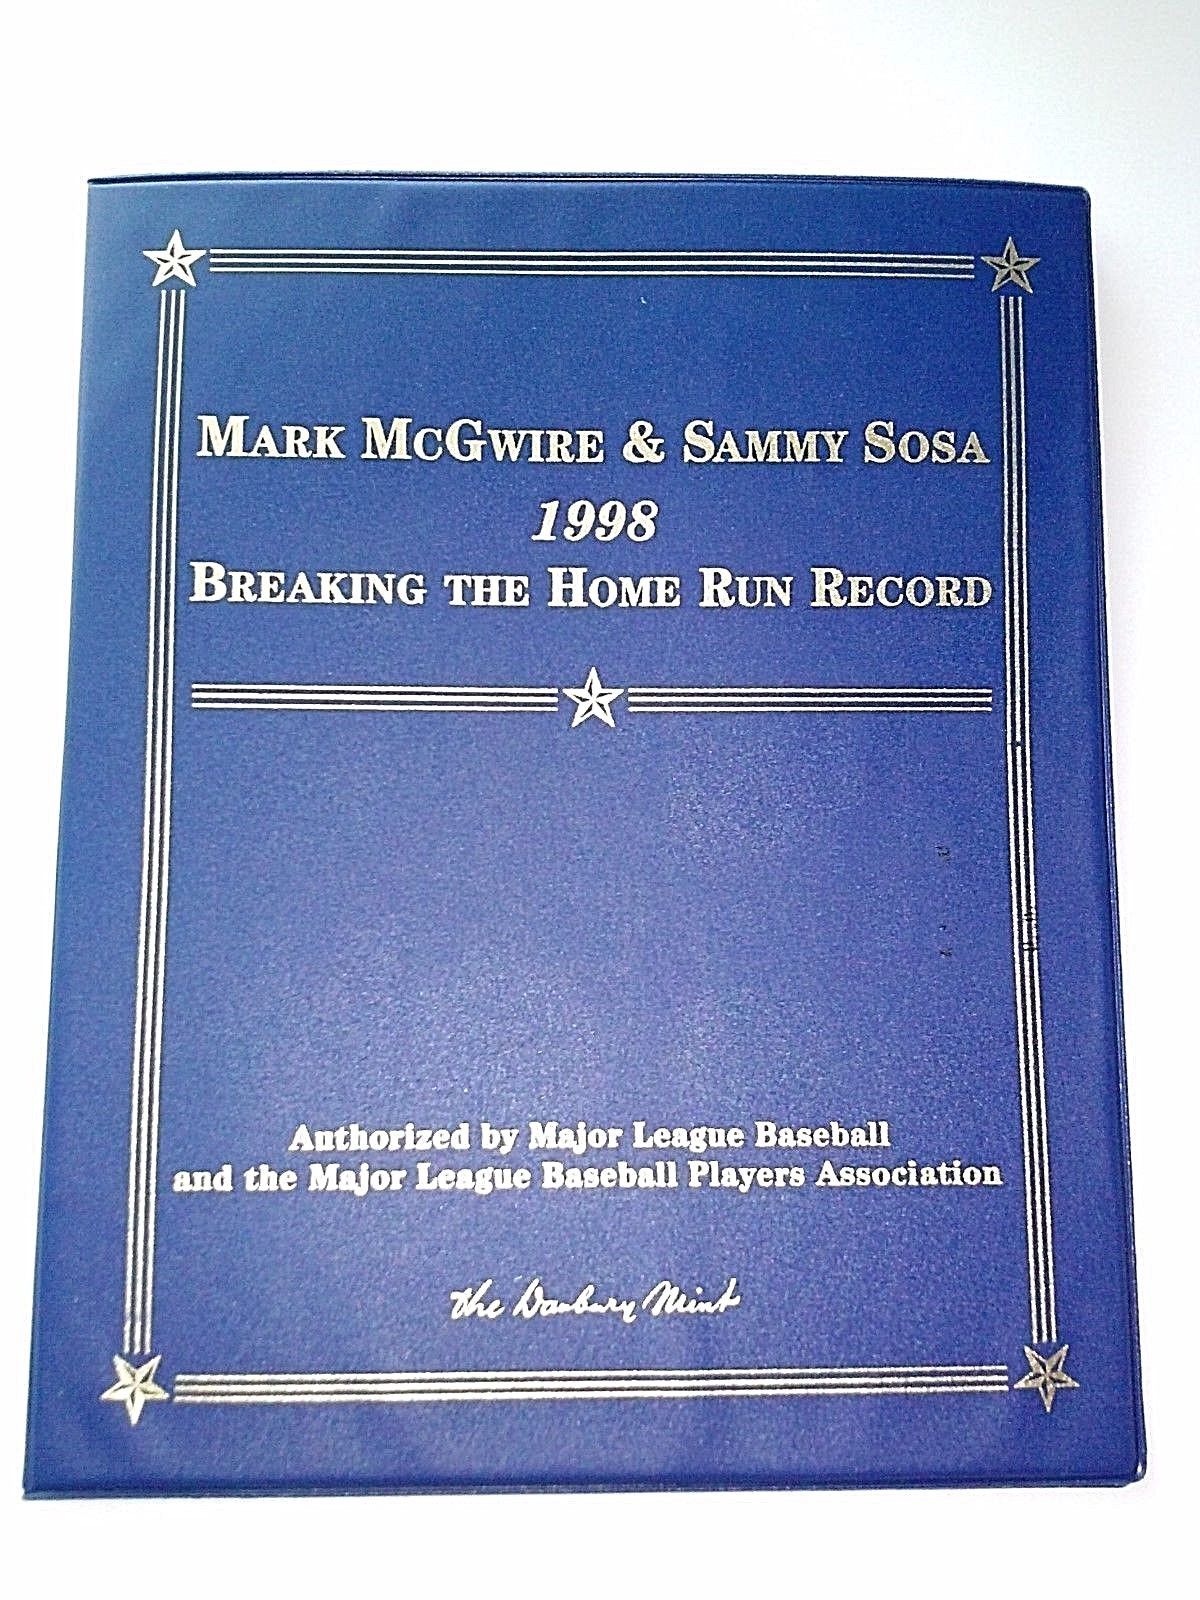 Mark McGwire & Sammy Sosa
1998
Breaking the Home Run Record
Authorized by Major League Baseball
and the Major League Baseball Players Association
The Danbury Mint